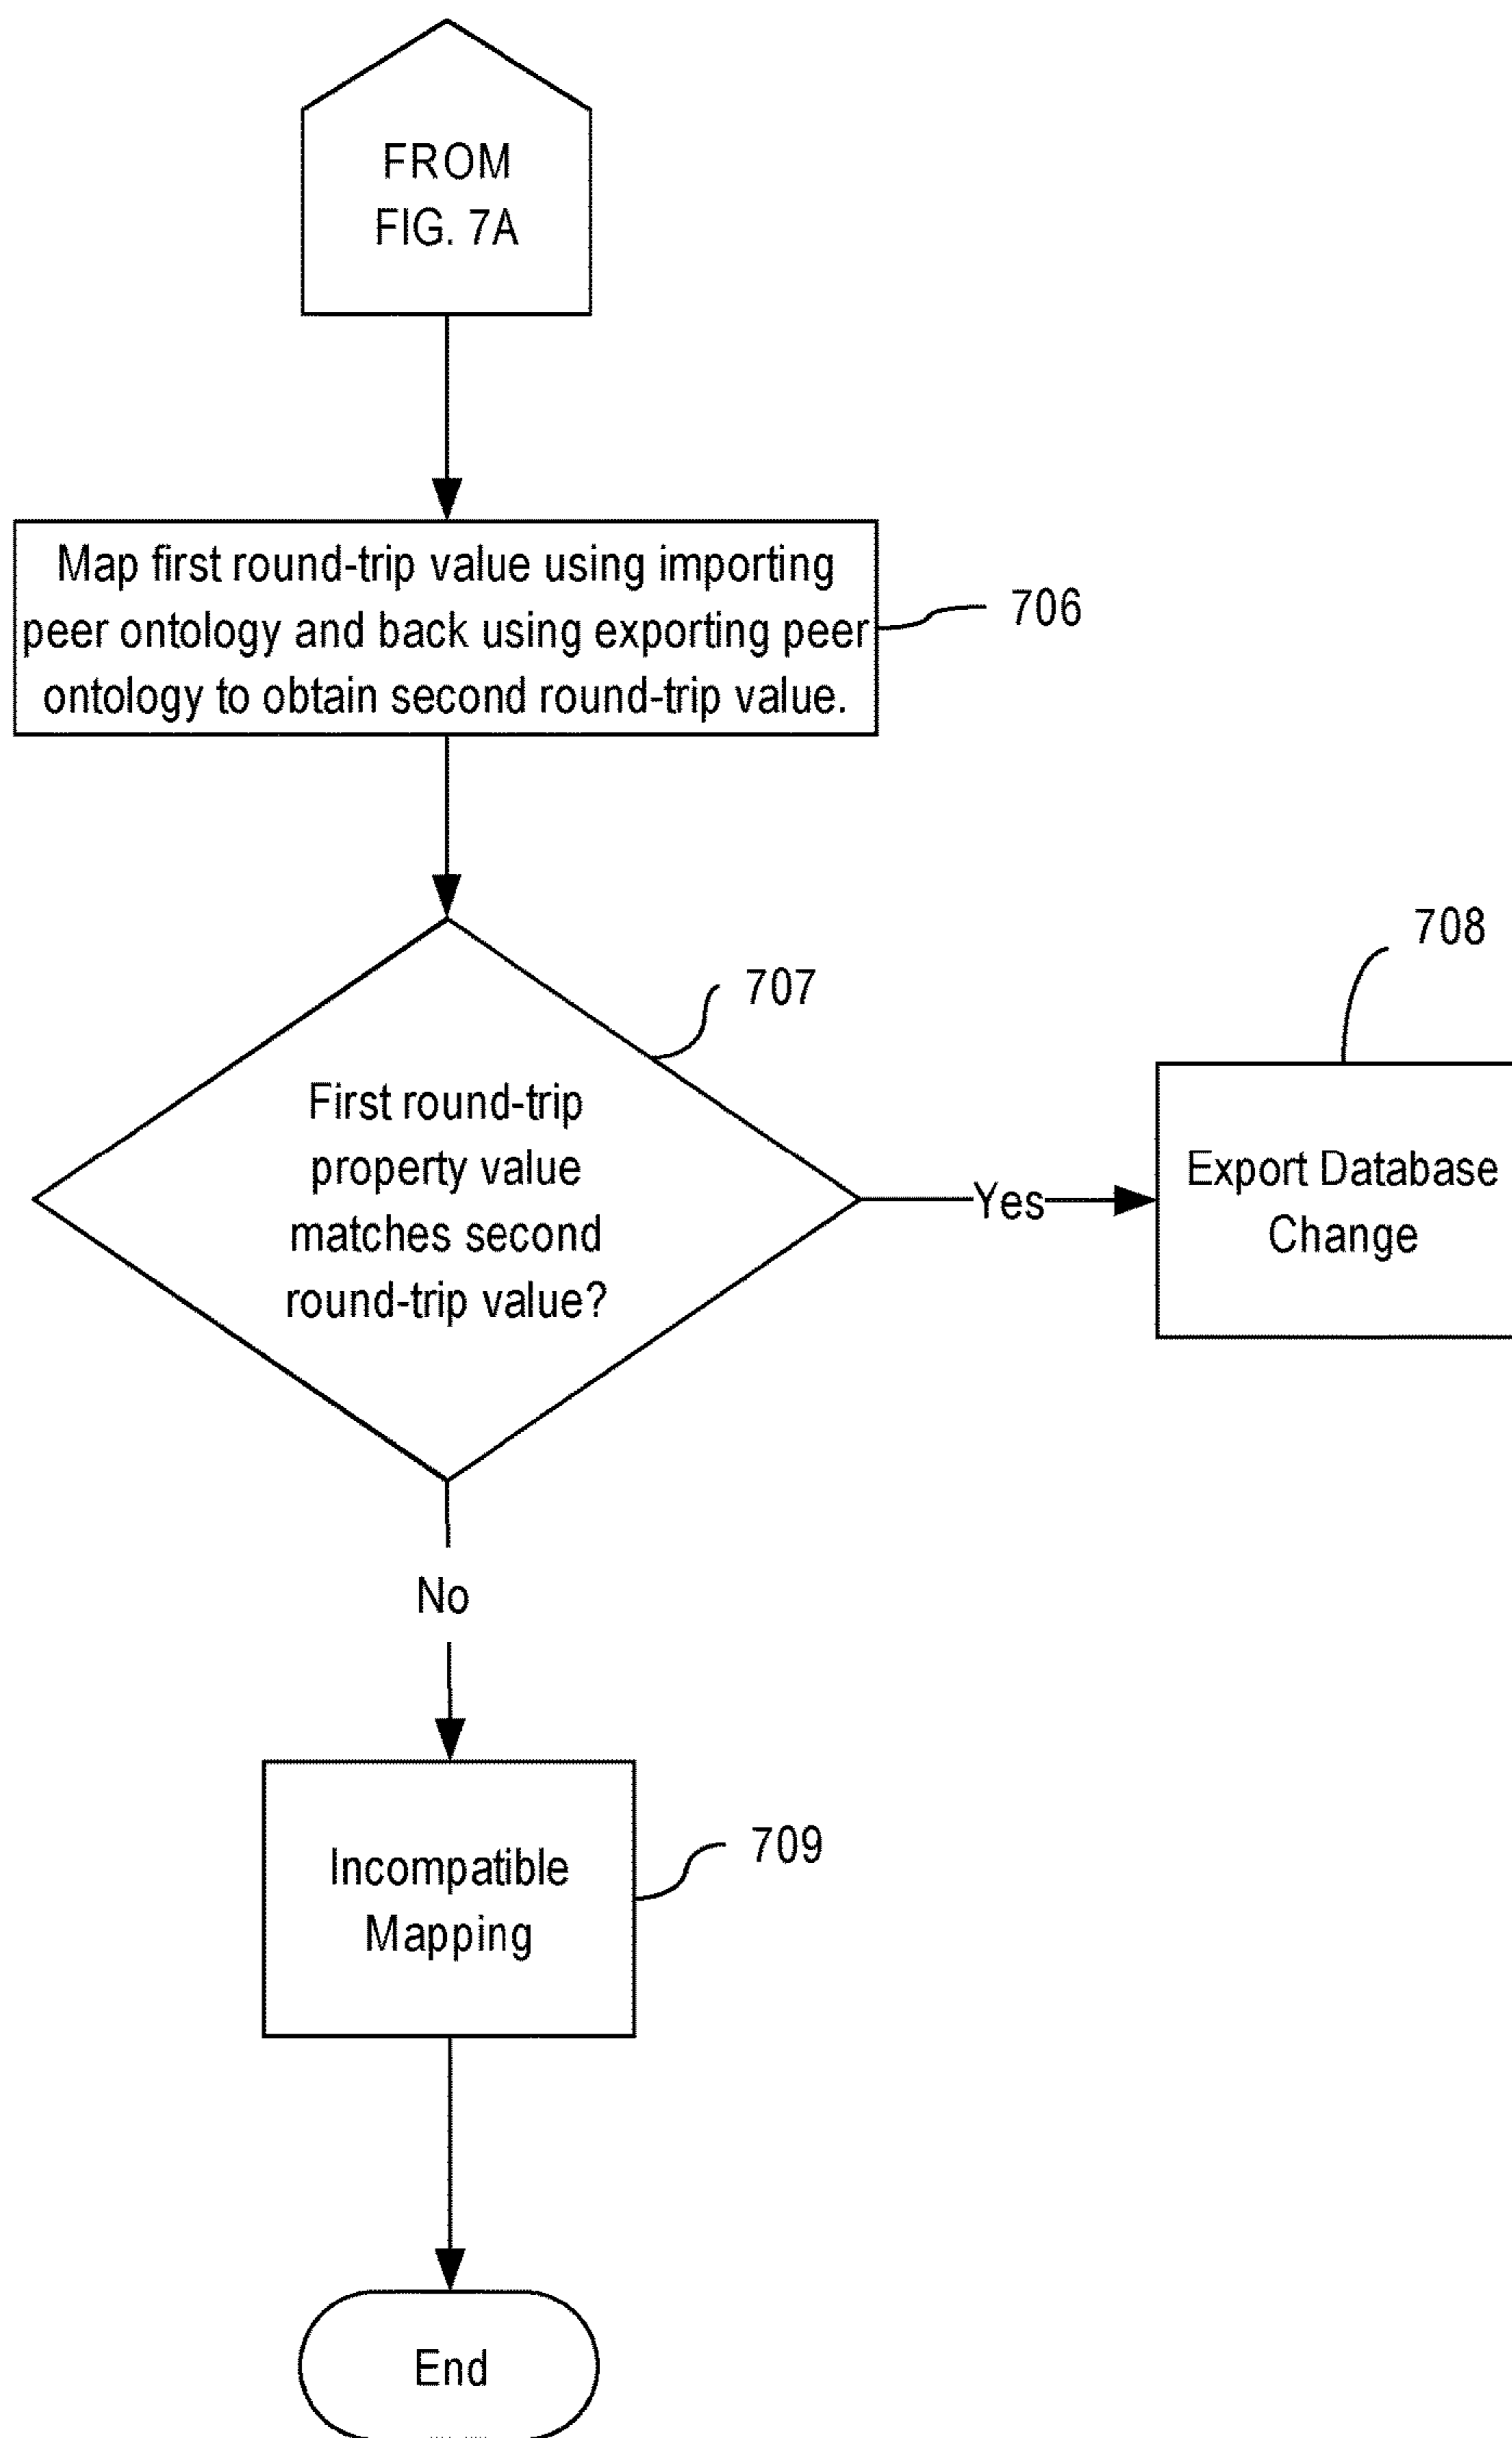 FROM
FIG. 7A
Map first round-trip value using importing
peer ontology and back using exporting peer
ontology to obtain second round-trip value.
706
707
First round-trip
property value
matches second
round-trip value?
Yes
708
Export Database
Change
No
Incompatible
Mapping
709
End